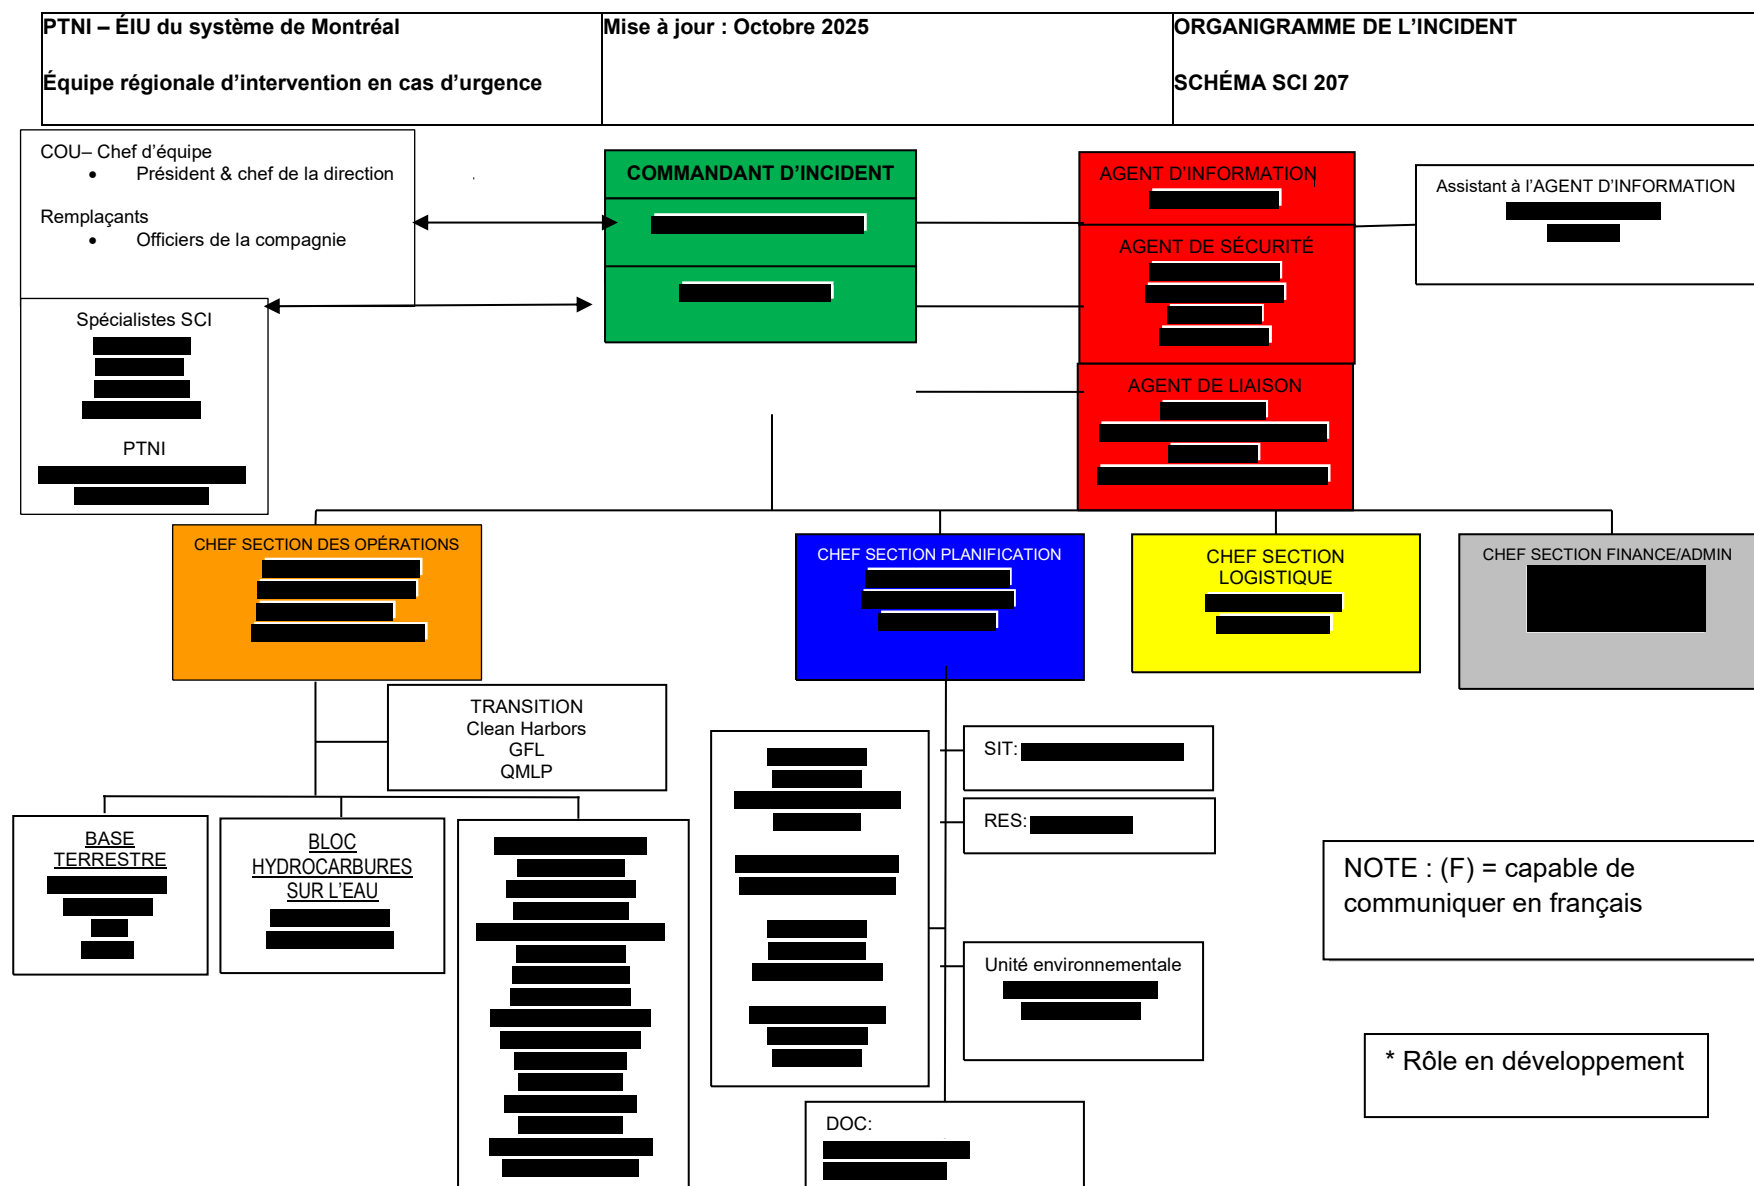 PTNI – ÉIU du système de Montréal
Équipe régionale d’intervention en cas d’urgence
Mise à jour : Octobre 2025
ORGANIGRAMME DE L’INCIDENT
SCHÉMA SCI 207
COU– Chef d’équipe
• Président & chef de la direction
Remplaçants
• Officiers de la compagnie
COMMANDANT D’INCIDENT
AGENT D’INFORMATION
Assistant à l’AGENT D’INFORMATION
AGENT DE SÉCURITÉ
AGENT DE LIAISON
Spécialistes SCI
PTNI
CHEF SECTION DES OPÉRATIONS
CHEF SECTION PLANIFICATION
CHEF SECTION
LOGISTIQUE
CHEF SECTION FINANCE/ADMIN
TRANSITION
Clean Harbors
GFL
QMLP
SIT:
RES:
BASE
TERRESTRE
BLOC
HYDROCARBURES
SUR L’EAU
Unité environnementale
DOC:
NOTE : (F) = capable de
communiquer en français
* Rôle en développement